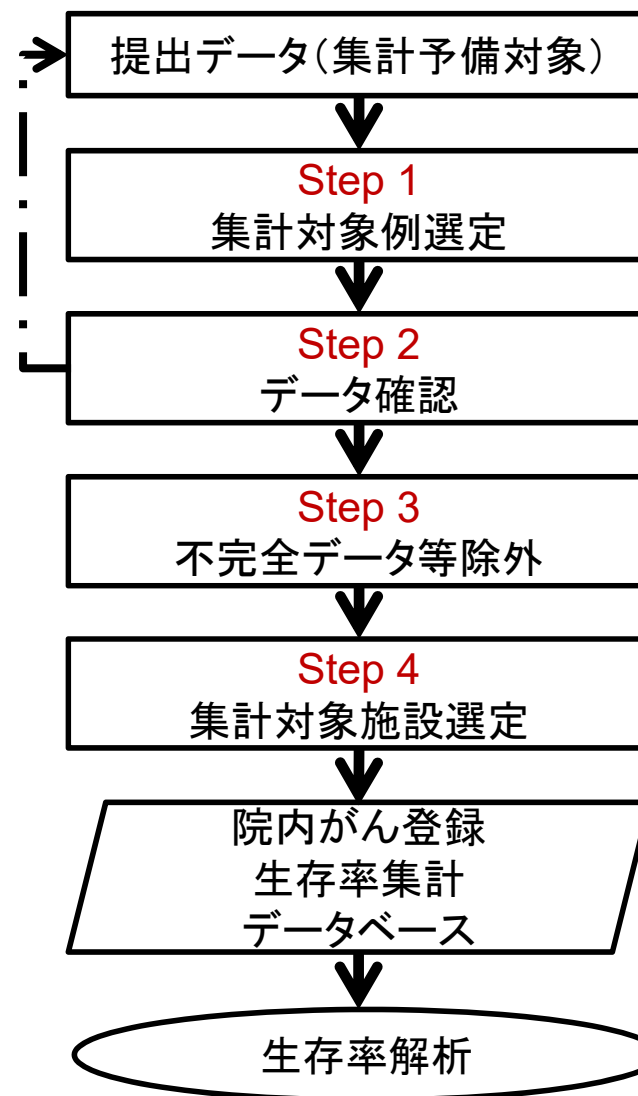 提出データ（集計予備対象）
Step 1
集計対象例選定
Step 2
データ確認
Step 3
不完全データ等除外
Step 4
集計対象施設選定
院内がん登録
生存率集計
データベース
生存率解析